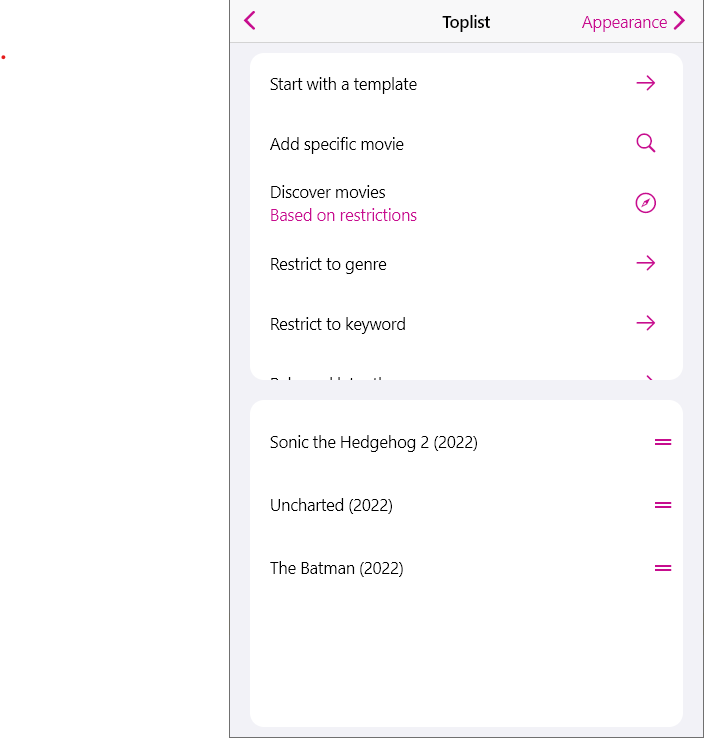 Toplist
Appearance
Start with a template
Add specific movie
Discover movies
Based on restrictions
Restrict to genre
Restrict to keyword
Sonic the Hedgehog 2 (2022)
Uncharted (2022)
The Batman (2022)